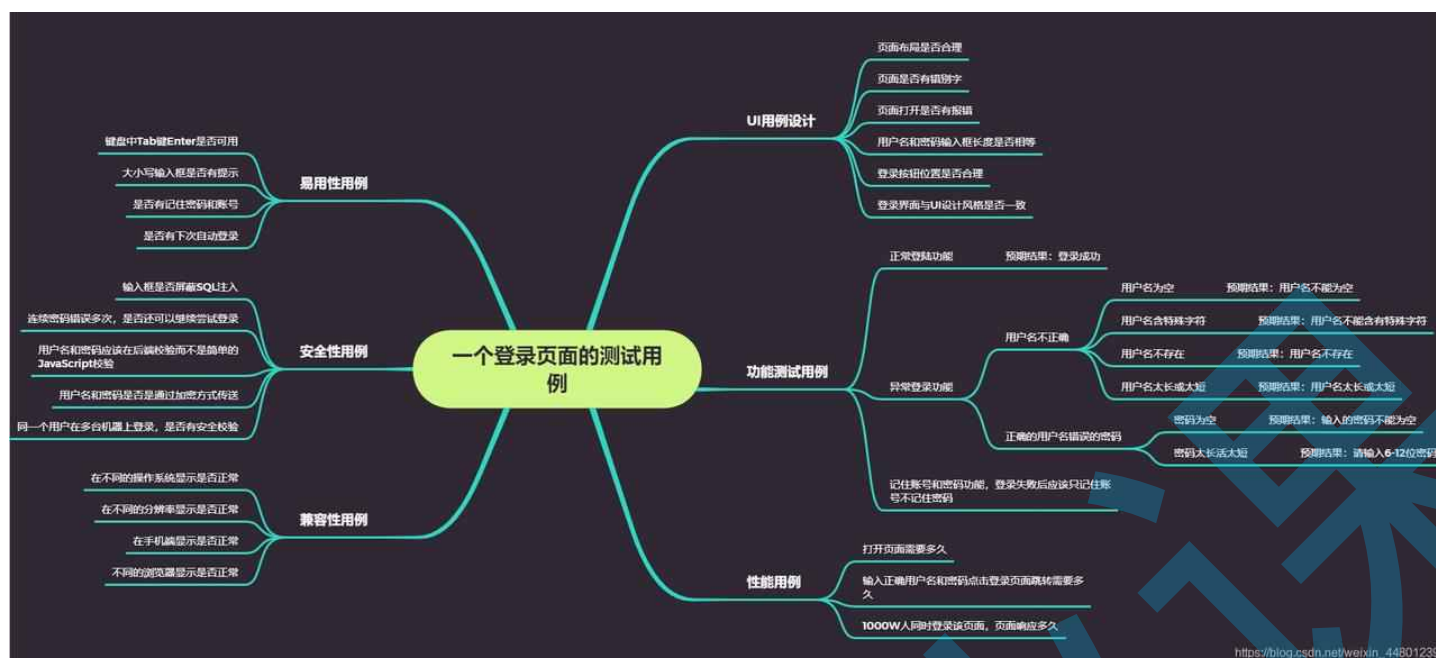 一个登录页面的测试用
例
UI用例设计
页面布局是否合理
页面是否有错别字
页面打开是否有报错
用户名和密码输入框长度是否相等
登录按钮位置是否合理
登录界面与UI设计风格是否一致
功能测试用例
正常登陆功能
预期结果：登录成功
异常登录功能
用户名不正确
用户名为空
预期结果：用户名不能为空
用户名含特殊字符
预期结果：用户名不能含有特殊字符
用户名不存在
预期结果：用户名不存在
用户名太长或太短
预期结果：用户名太长或太短
正确的用户名错误的密码
密码为空
预期结果：输入的密码不能为空
密码太长活太短
预期结果：请输入6-12位密码
记住账号和密码功能，登录失败后应该只记住账
号不记住密码
性能用例
打开页面需要多久
输入正确用户名和密码点击登录页面跳转需要多
久
1000W人同时登录该页面，页面响应多久
易用性用例
键盘中Tab键Enter是否可用
大小写输入框是否有提示
是否有记住密码和账号
是否有下次自动登录
安全性用例
输入框是否屏蔽SQL注入
连续密码错误多次，是否还可以继续尝试登录
用户名和密码应该在后端校验而不是简单的
JavaScript校验
用户名和密码是否是通过加密方式传送
同一个用户在多台机器上登录，是否有安全校验
兼容性用例
在不同的操作系统显示是否正常
在不同的分辨率显示是否正常
在手机端显示是否正常
不同的浏览器显示是否正常
https://blog.csdn.net/weixin_44801239